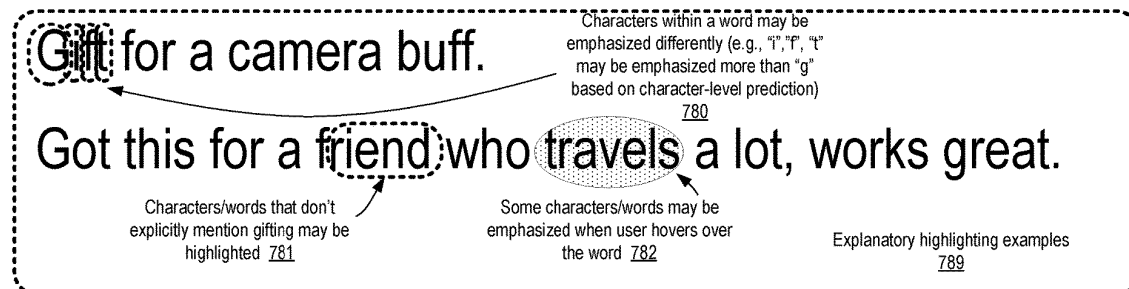 Gift for a camera buff.
Characters within a word may be
emphasized differently (e.g., “i”,”f”, “t”
may be emphasized more than “g”
based on character-level prediction)
780
Got this for a friend who travels a lot, works great.
Characters/words that don’t
explicitly mention gifting may be
highlighted 781
Some characters/words may be
emphasized when user hovers over
the word 782
Explanatory highlighting examples
789